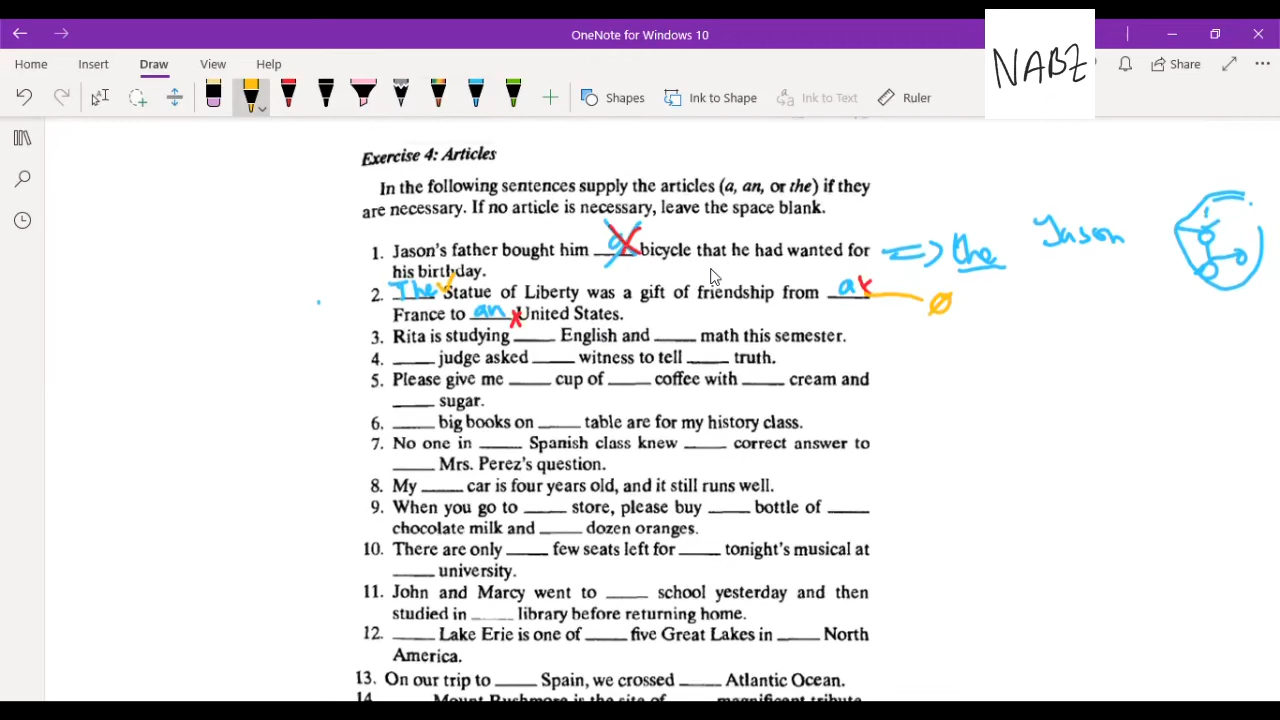 OneNote for Windows 10
NABZ
Home Insert Draw View Help
Share
Shapes Ink to Shape Ink to Text Ruler
Exercise 4: Articles
In the following sentences supply the articles (a, an, or the) if they
are necessary. If no article is necessary, leave the space blank.
1. Jason's father bought him a bicycle that he had wanted for => the Jason
his birthday.
2. The Statue of Liberty was a gift of friendship from a x ∅
France to an x United States.
3. Rita is studying ____ English and ____ math this semester.
4. ____ judge asked ____ witness to tell ____ truth.
5. Please give me ____ cup of ____ coffee with ____ cream and
____ sugar.
6. ____ big books on ____ table are for my history class.
7. No one in ____ Spanish class knew ____ correct answer to
____ Mrs. Perez's question.
8. My ____ car is four years old, and it still runs well.
9. When you go to ____ store, please buy ____ bottle of ____
chocolate milk and ____ dozen oranges.
10. There are only ____ few seats left for ____ tonight's musical at
____ university.
11. John and Marcy went to ____ school yesterday and then
studied in ____ library before returning home.
12. ____ Lake Erie is one of ____ five Great Lakes in ____ North
America.
13. On our trip to ____ Spain, we crossed ____ Atlantic Ocean.
14. ____ Mount Rushmore is the site of ____ magnificent tribute